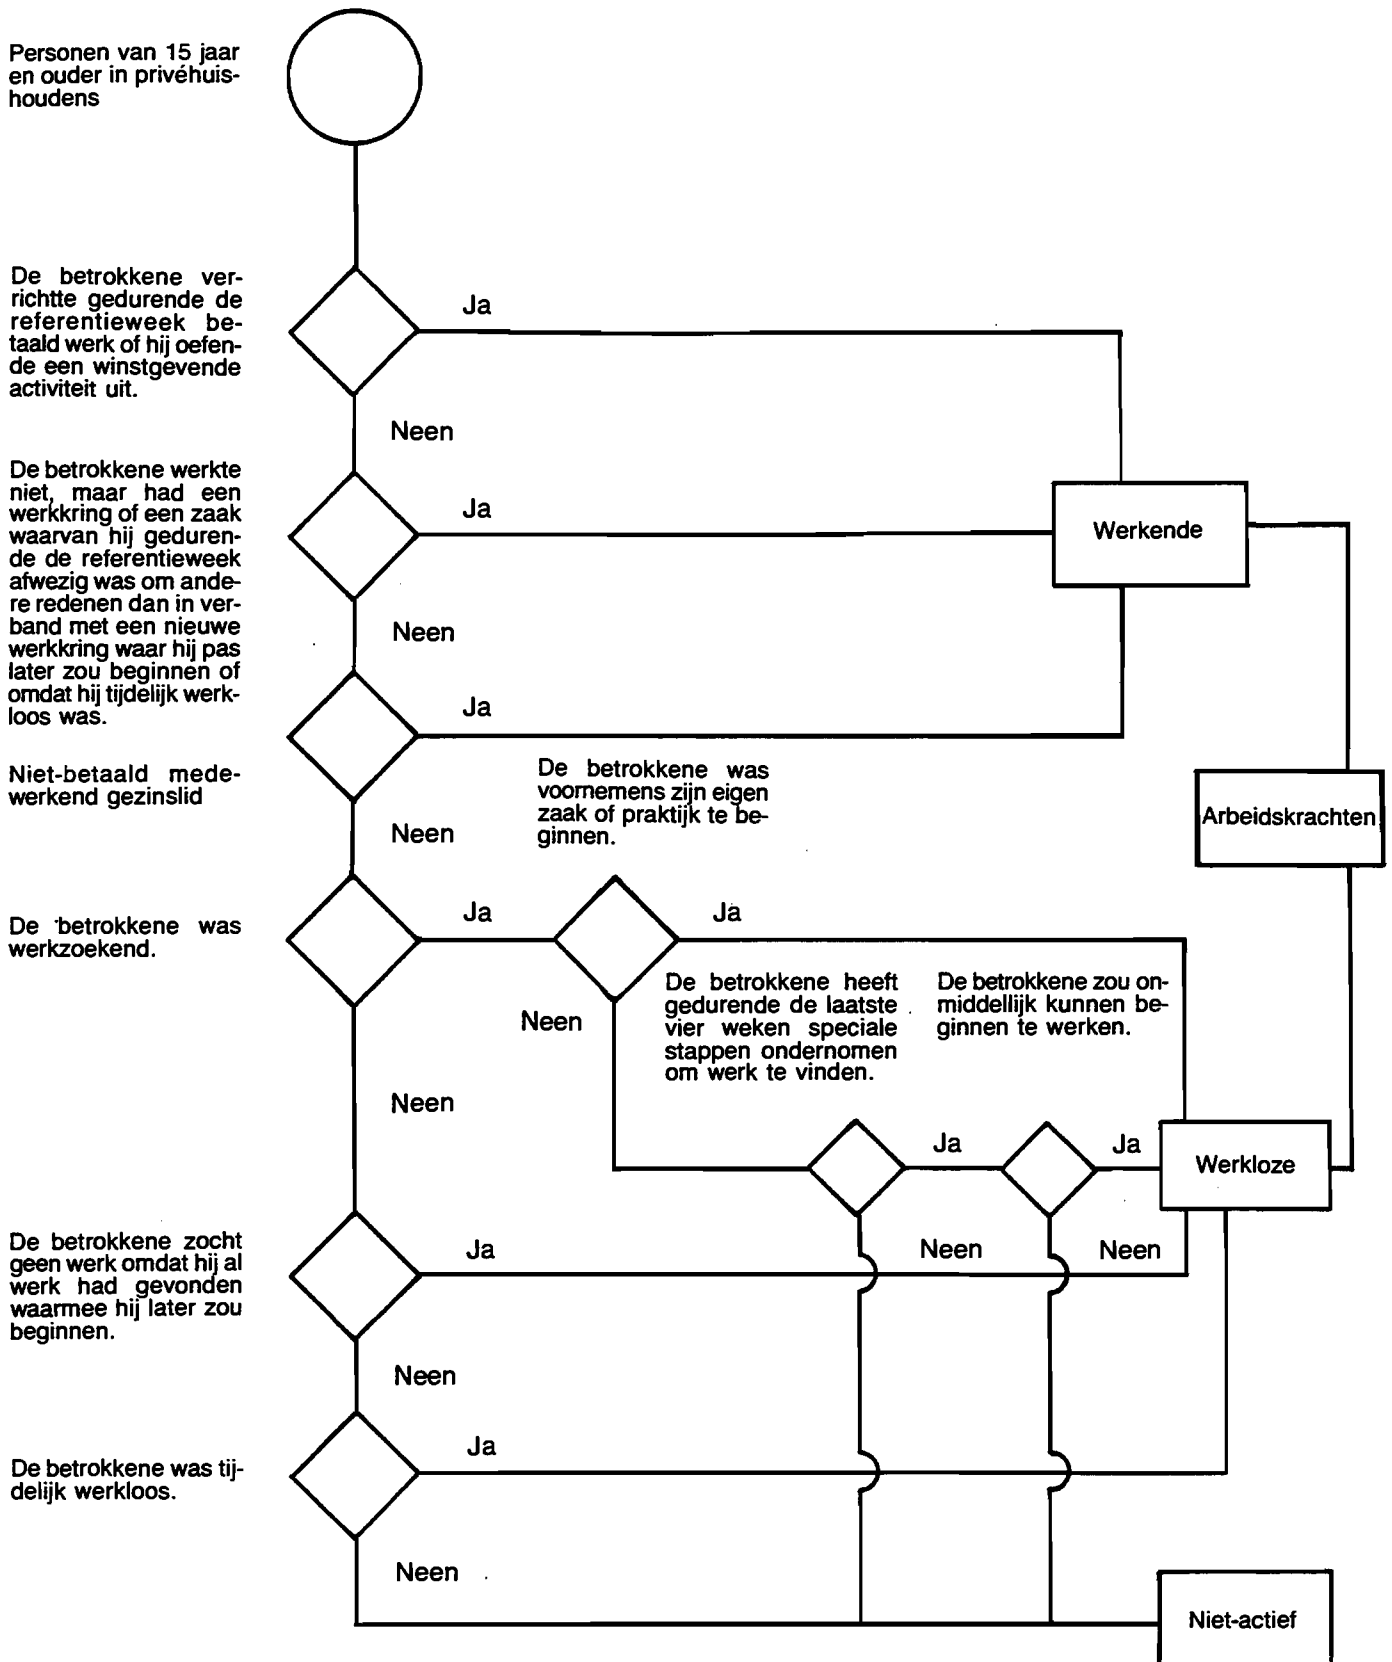 Personen van 15 jaar
en ouder in privéhuis-
houdens
De betrokkene ver-
richtte gedurende de
referentieweek be-
taald werk of hij oefen-
de een winstgevende
activiteit uit.
Ja
Neen
De betrokkene werkte
niet, maar had een
werkkring of een zaak
waarvan hij geduren-
de de referentieweek
afwezig was om ande-
re redenen dan in ver-
band met een nieuwe
werkkring waar hij pas
later zou beginnen of
omdat hij tijdelijk werk-
loos was.
Ja
Werkende
Neen
Ja
Niet-betaald mede-
werkend gezinslid
De betrokkene was
voornemens zijn eigen
zaak of praktijk te be-
ginnen.
Arbeidskrachten
Neen
De betrokkene was
werkzoekend.
Ja
Ja
Neen
De betrokkene heeft
gedurende de laatste
vier weken speciale
stappen ondernomen
om werk te vinden.
De betrokkene zou on-
middellijk kunnen be-
ginnen te werken.
Neen
Ja
Ja
Werkloze
De betrokkene zocht
geen werk omdat hij al
werk had gevonden
waarmee hij later zou
beginnen.
Ja
Neen
Neen
Neen
De betrokkene was tij-
delijk werkloos.
Ja
Neen
Niet-actief